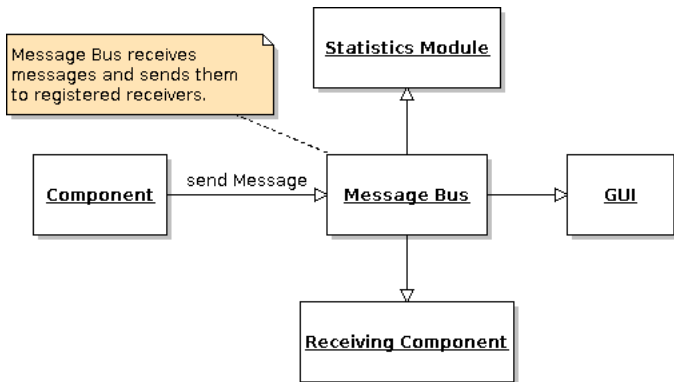 Message Bus receives
messages and sends them
to registered receivers.
Statistics Module
Component
send Message
Message Bus
GUI
Receiving Component